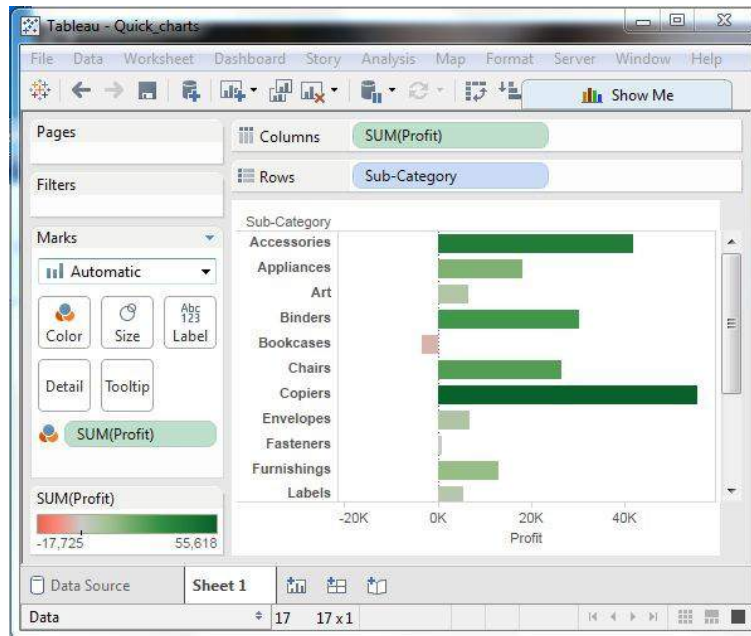 Tableau - Quick_charts
File Data Worksheet Dashboard Story Analysis Map Format Server Window Help
Show Me
Pages
Filters
Marks
Automatic
Color
Size
Abc
123
Label
Detail
Tooltip
SUM(Profit)
SUM(Profit)
-17,725 55,618
Columns SUM(Profit)
Rows Sub-Category
Sub-Category
Accessories
Appliances
Art
Binders
Bookcases
Chairs
Copiers
Envelopes
Fasteners
Furnishings
Labels
-20K 0K 20K 40K
Profit
Data Source Sheet 1
Data 17 17 x 1